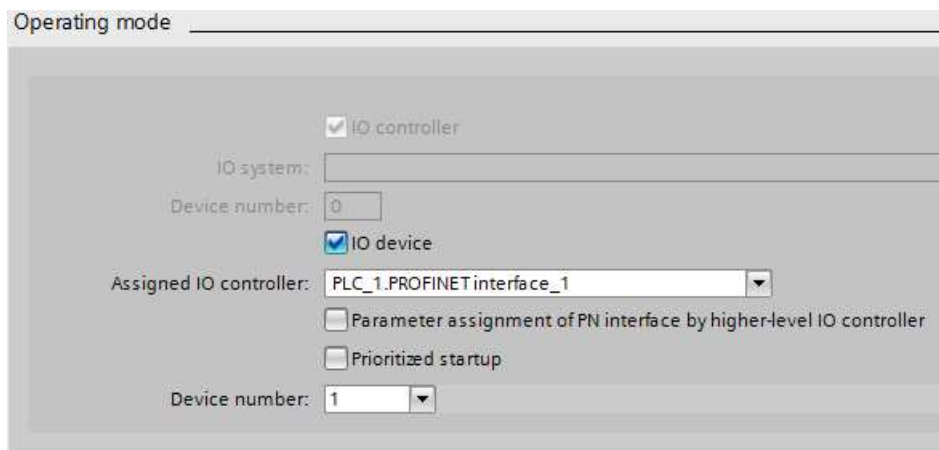 Operating mode
IO controller
IO system:
Device number: 0
IO device
Assigned IO controller: PLC_1.PROFINET interface_1
Parameter assignment of PN interface by higher-level IO controller
Prioritized startup
Device number: 1